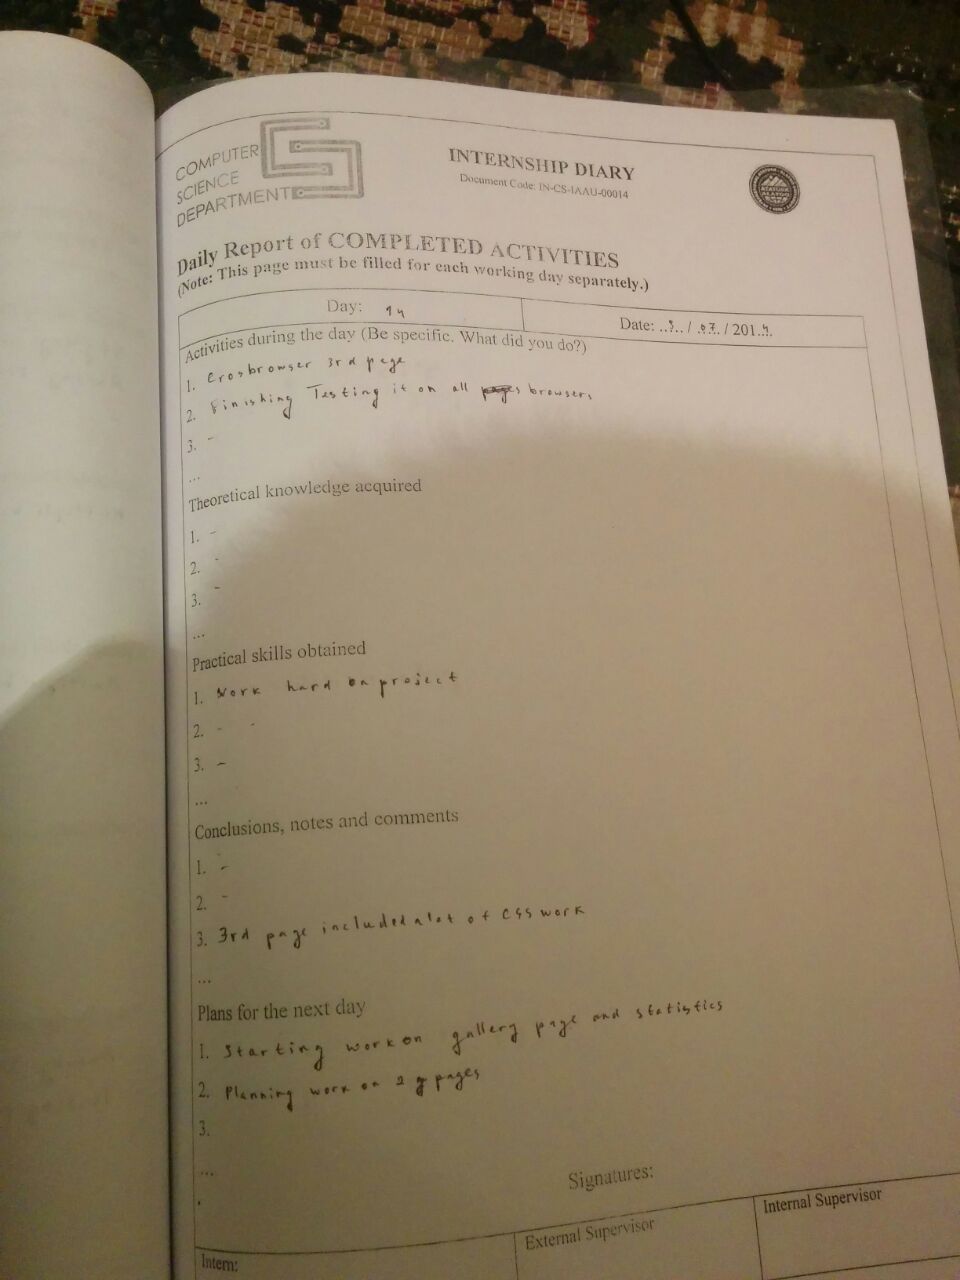 COMPUTER
SCIENCE
DEPARTMENT
INTERNSHIP DIARY
Document Code: IN-CS-IAAU-00014
Daily Report of COMPLETED ACTIVITIES
(Note: This page must be filled for each working day separately.)
Day: 14
Date: ..9../ .07. / 2014.
Activities during the day (Be specific. What did you do?)
1. Crosbrowser 3rd page
2. Finishing Testing it on all browsers
3. -
...
Theoretical knowledge acquired
1. -
2. -
3. -
...
Practical skills obtained
1. Work hard on project
2. - -
3. -
...
Conclusions, notes and comments
1. -
2. -
3. 3rd page included a lot of CSS work
...
Plans for the next day
1. Starting work on gallery page and statistics
2. Planning work on 2 pages
3.
...
.
Signatures:
Intern:
External Supervisor
Internal Supervisor